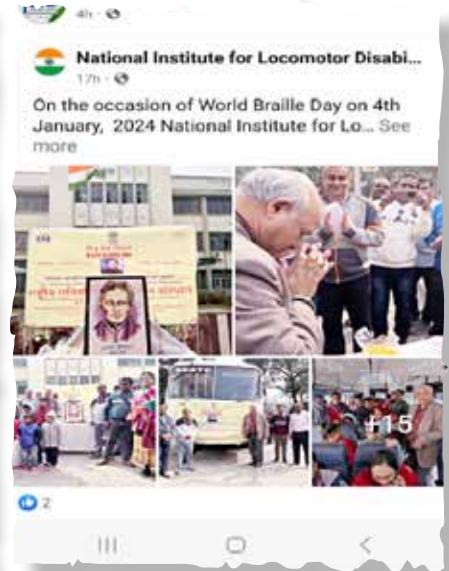 4h ·
National Institute for Locomotor Disabi...
17h ·
On the occasion of World Braille Day on 4th
January, 2024 National Institute for Lo... See
more
+15
2